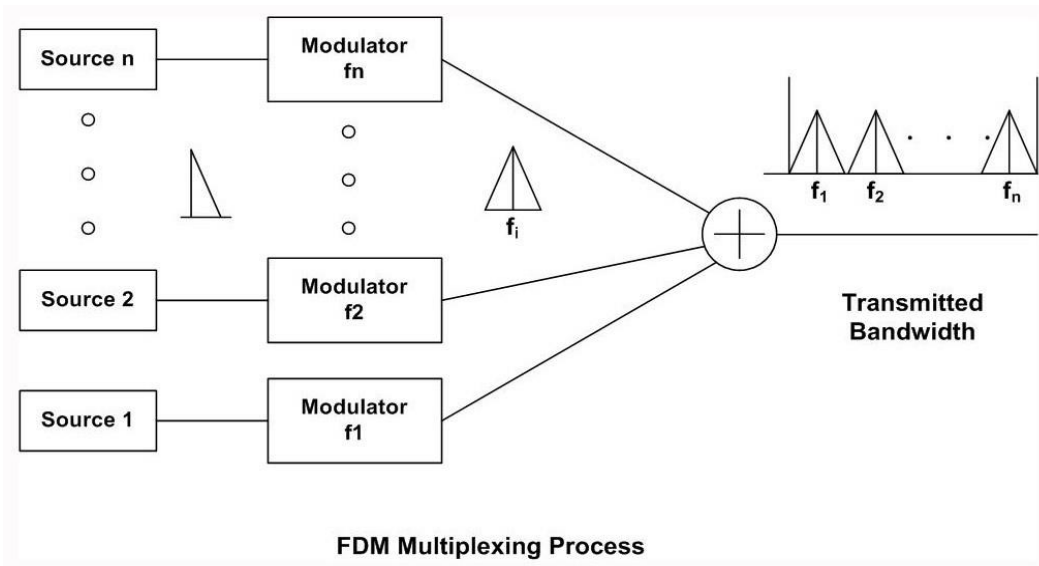 Source n
Modulator
fn
f1
f2
fn
fi
Source 2
Modulator
f2
Transmitted
Bandwidth
Source 1
Modulator
f1
FDM Multiplexing Process